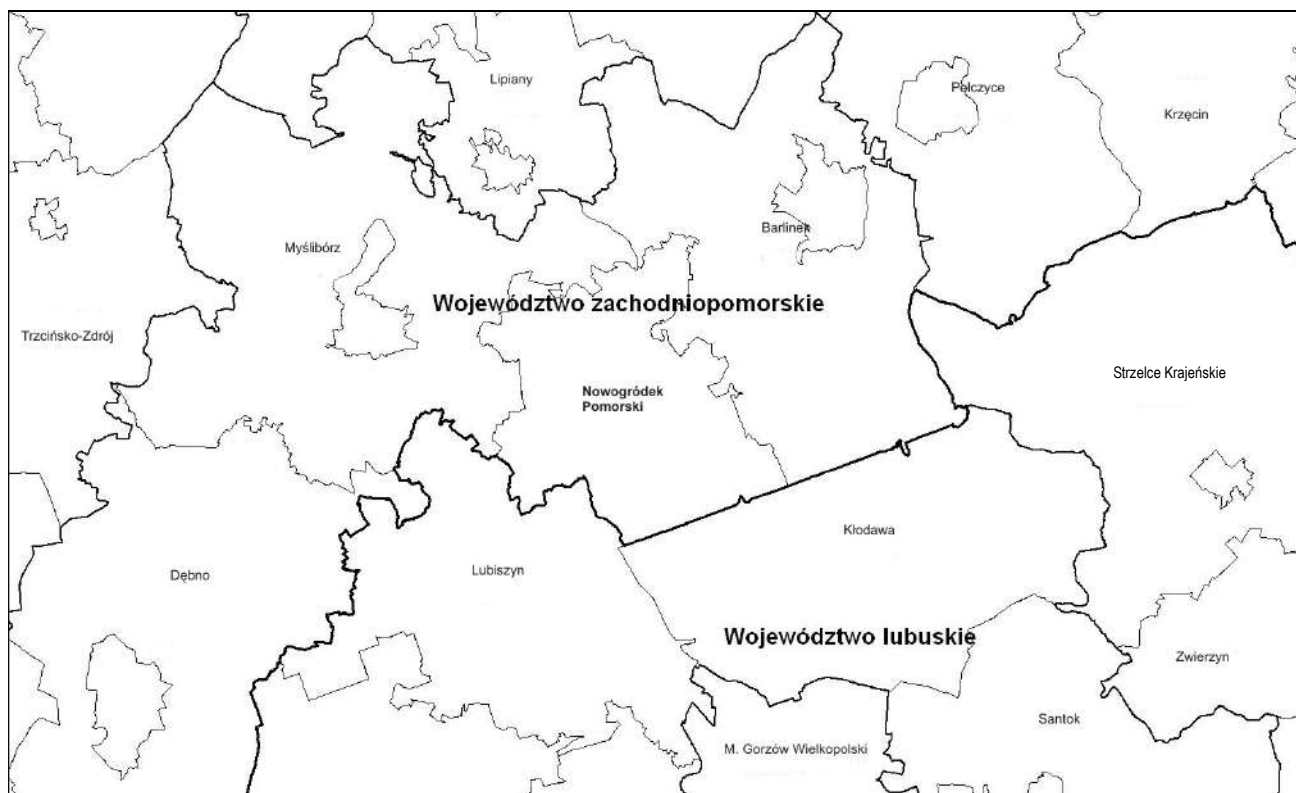 Lipiany
Pełczyce
Krzęcin
Barlinek
Myślibórz
Województwo zachodniopomorskie
Trzcińsko-Zdrój
Strzelce Krajeńskie
Nowogródek
Pomorski
Kłodawa
Lubiszyn
Dębno
Województwo lubuskie
Zwierzyn
Santok
M. Gorzów Wielkopolski